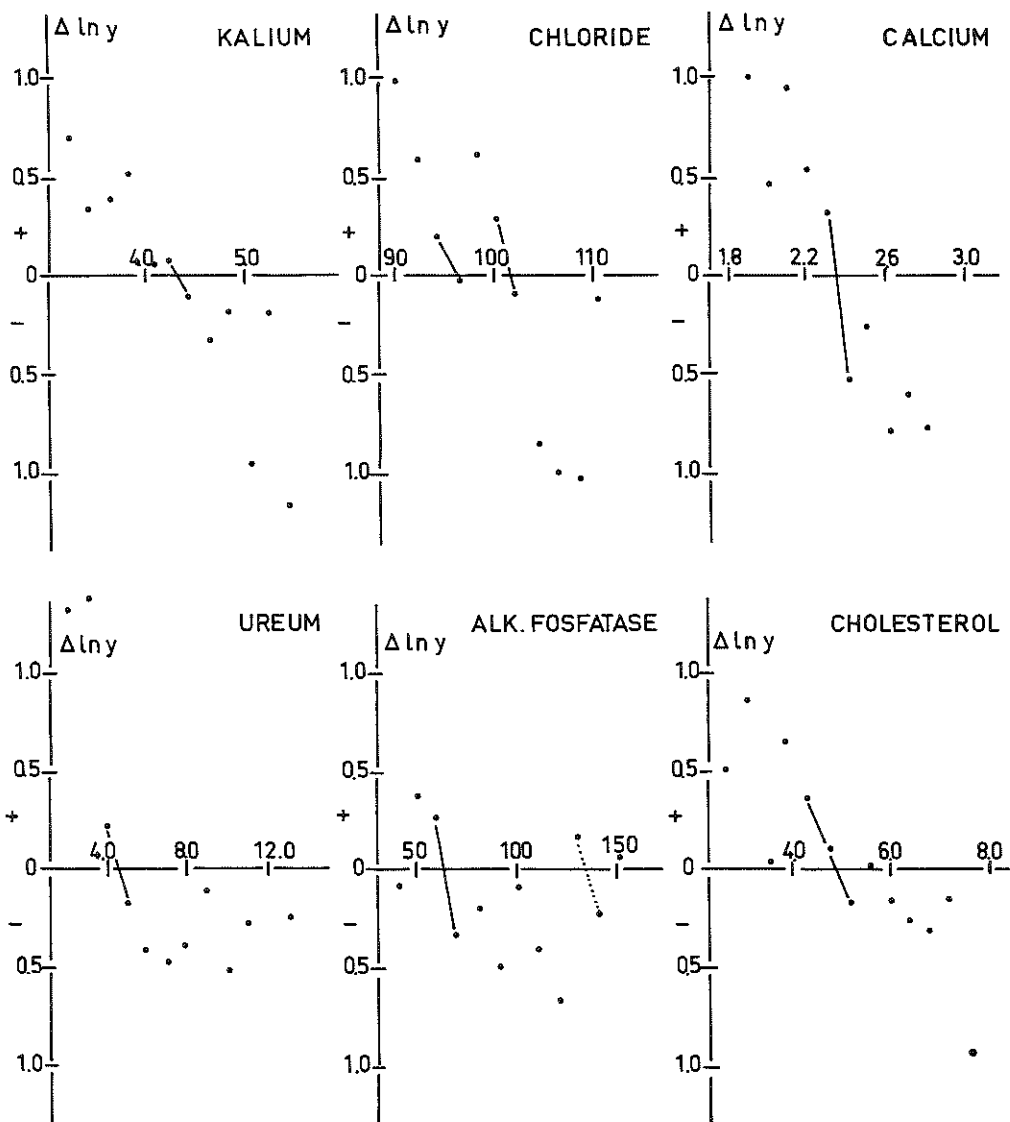 Δ ln y KALIUM
1.0
0.5
+
0 4.0 5.0
−
0.5
1.0
Δ ln y CHLORIDE
1.0
0.5
+
0 90 100 110
−
0.5
1.0
Δ ln y CALCIUM
1.0
0.5
+
0 1.8 2.2 2.6 3.0
−
0.5
1.0
UREUM
Δ ln y
1.0
0.5
+
0 4.0 8.0 12.0
−
0.5
1.0
Δ ln y ALK. FOSFATASE
1.0
0.5
+
0 50 100 150
−
0.5
1.0
Δ ln y CHOLESTEROL
1.0
0.5
+
0 4.0 6.0 8.0
−
0.5
1.0